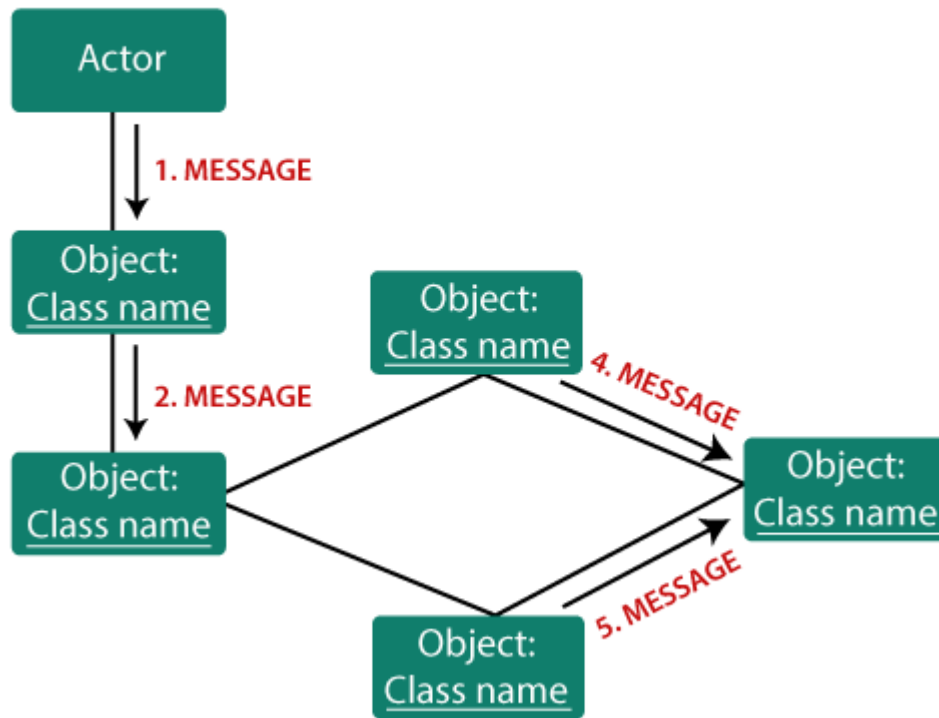 Actor
1. MESSAGE
Object:
Class name
2. MESSAGE
Object:
Class name
Object:
Class name
4. MESSAGE
Object:
Class name
5. MESSAGE
Object:
Class name